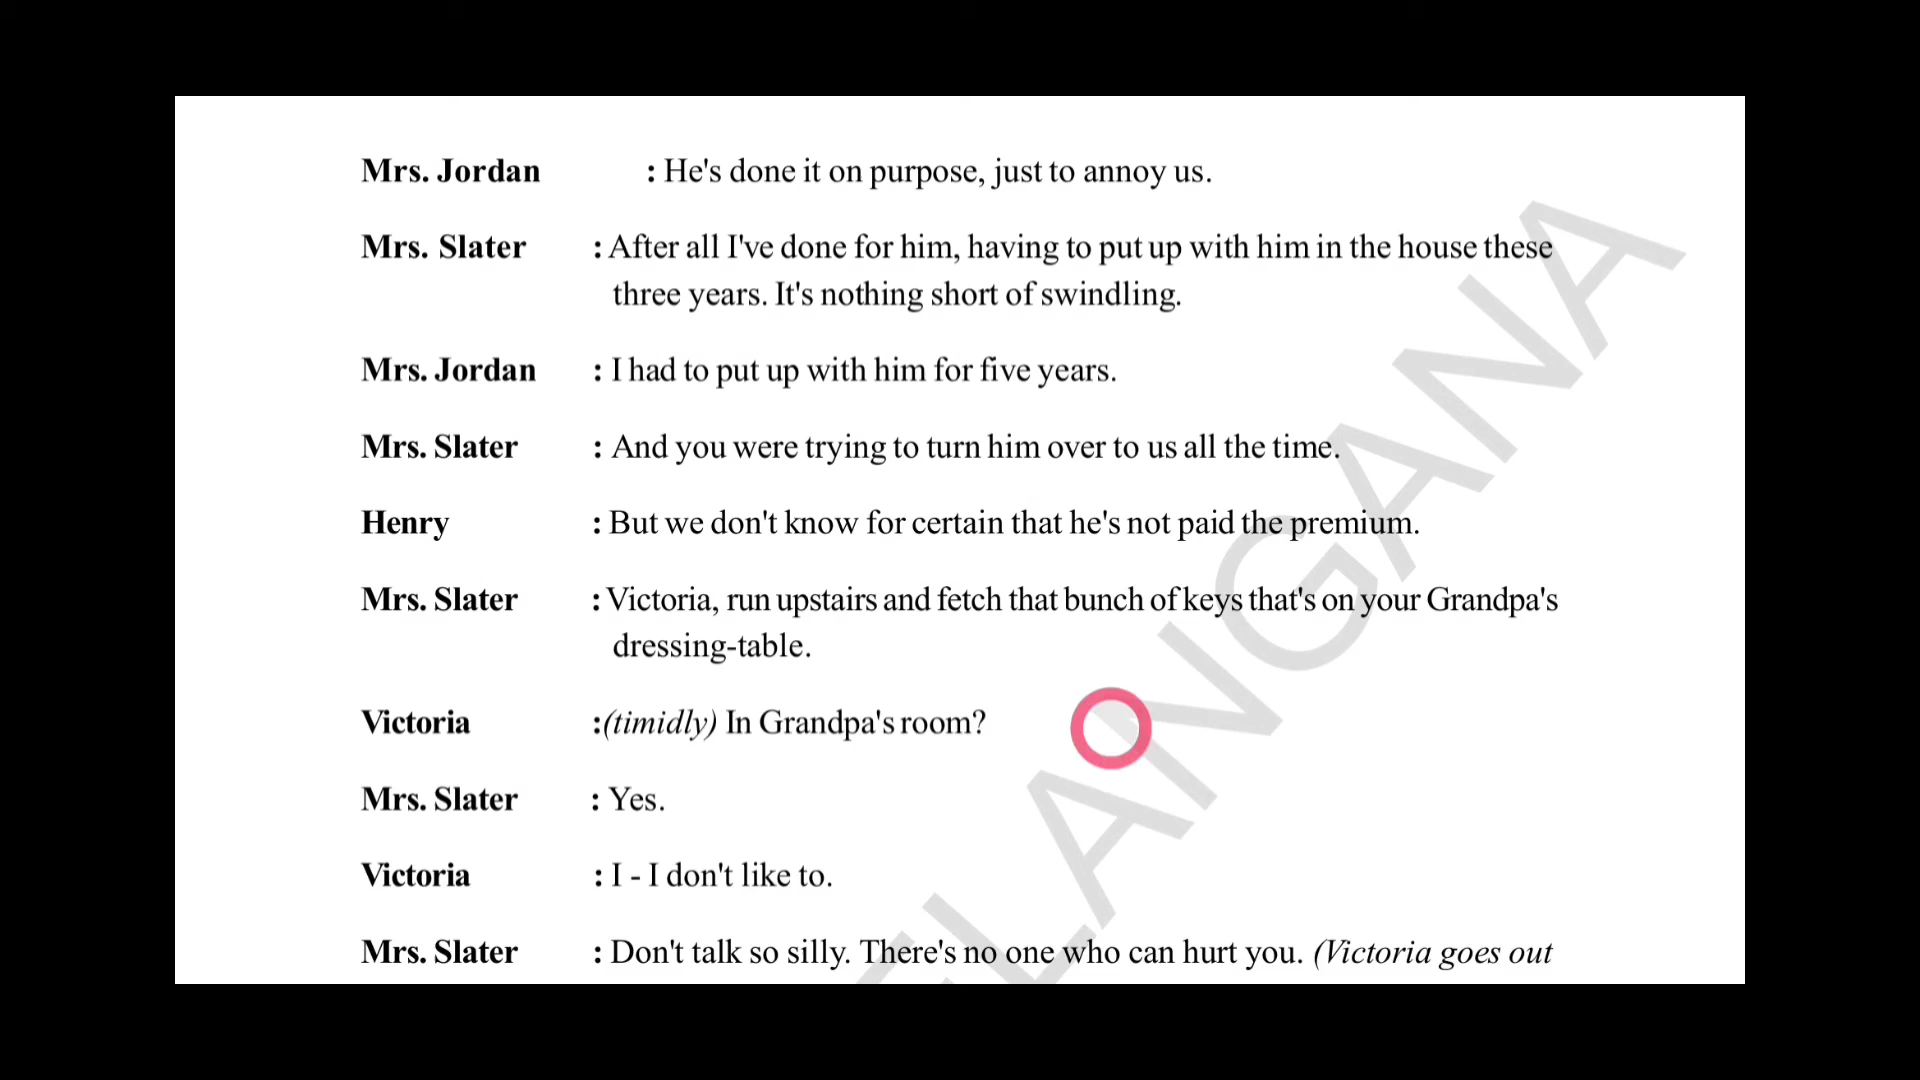 Mrs. Jordan : He's done it on purpose, just to annoy us.
Mrs. Slater : After all I've done for him, having to put up with him in the house these
three years. It's nothing short of swindling.
Mrs. Jordan : I had to put up with him for five years.
Mrs. Slater : And you were trying to turn him over to us all the time.
Henry : But we don't know for certain that he's not paid the premium.
Mrs. Slater : Victoria, run upstairs and fetch that bunch of keys that's on your Grandpa's
dressing-table.
Victoria :(timidly) In Grandpa's room?
Mrs. Slater : Yes.
Victoria : I - I don't like to.
Mrs. Slater : Don't talk so silly. There's no one who can hurt you. (Victoria goes out
ELANGANA